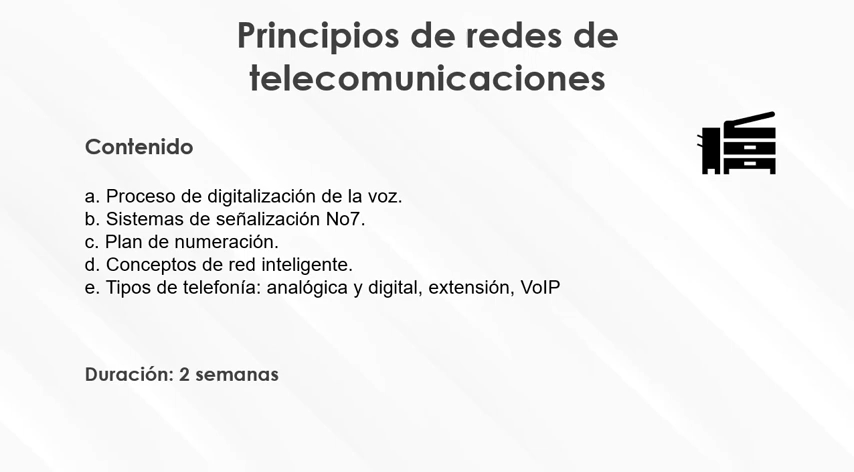 Principios de redes de
telecomunicaciones
Contenido
a. Proceso de digitalización de la voz.
b. Sistemas de señalización No7.
c. Plan de numeración.
d. Conceptos de red inteligente.
e. Tipos de telefonía: analógica y digital, extensión, VoIP
Duración: 2 semanas